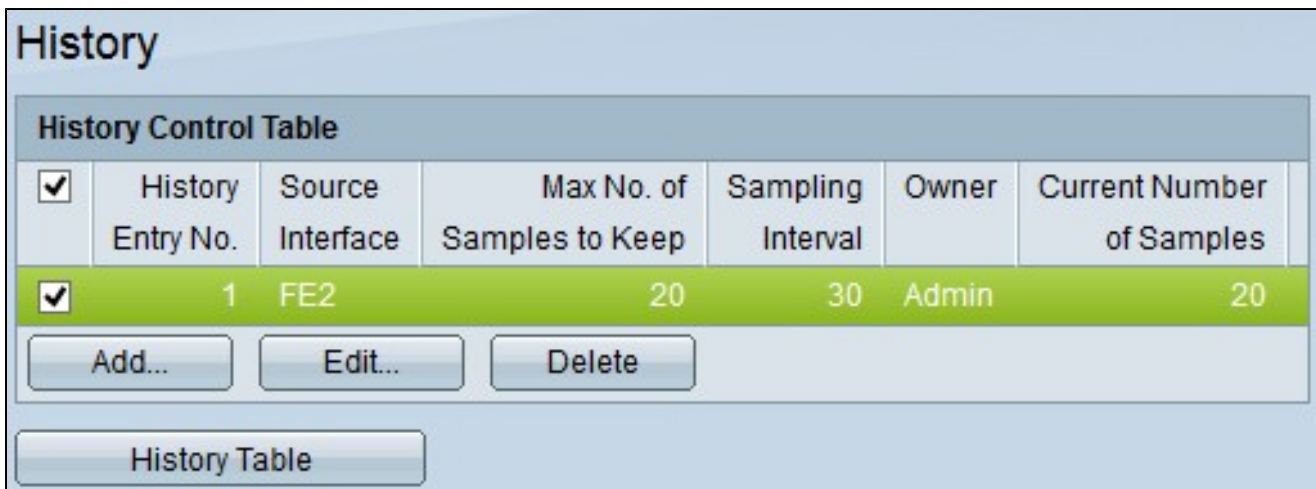 History
History Control Table
History Source Max No. of Sampling Owner Current Number
Entry No. Interface Samples to Keep Interval of Samples
1 FE2 20 30 Admin 20
Add... Edit... Delete
History Table